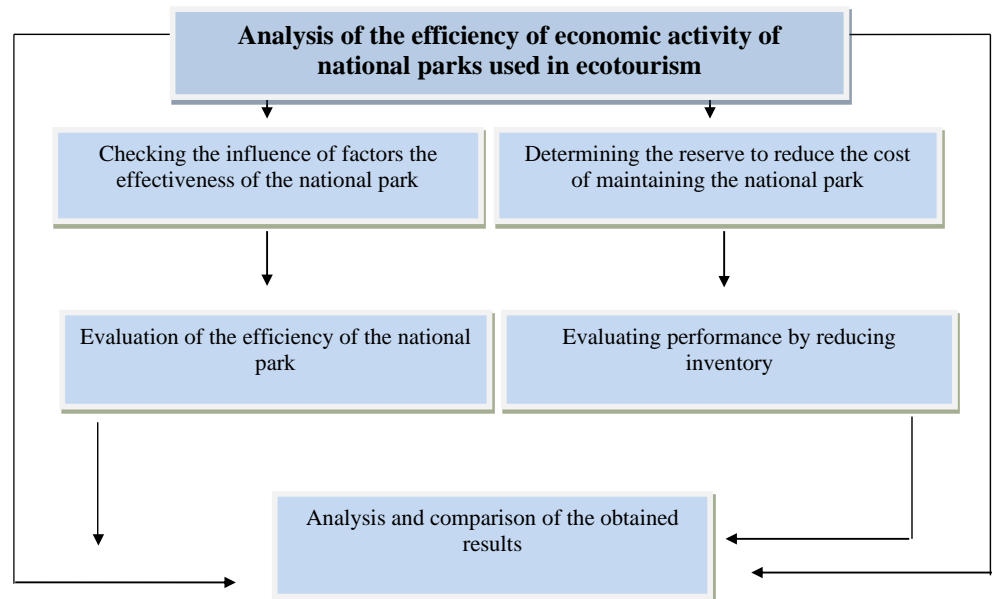 Analysis of the efficiency of economic activity of
national parks used in ecotourism
Checking the influence of factors the
effectiveness of the national park
Determining the reserve to reduce the cost
of maintaining the national park
Evaluation of the efficiency of the national
park
Evaluating performance by reducing
inventory
Analysis and comparison of the obtained
results